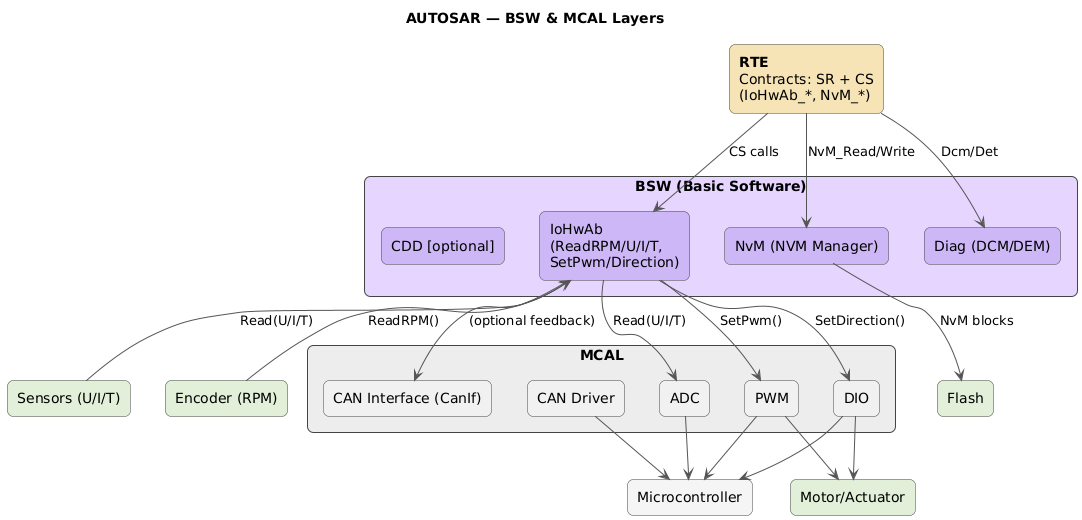 AUTOSAR — BSW & MCAL Layers
RTE
Contracts: SR + CS
(IoHwAb_*, NvM_*)
CS calls
NvM_Read/Write
Dcm/Det
BSW (Basic Software)
CDD [optional]
IoHwAb
(ReadRPM/U/I/T,
SetPwm/Direction)
NvM (NVM Manager)
Diag (DCM/DEM)
Read(U/I/T)
ReadRPM()
(optional feedback)
Read(U/I/T)
SetPwm()
SetDirection()
NvM blocks
MCAL
Sensors (U/I/T)
Encoder (RPM)
CAN Interface (CanIf)
CAN Driver
ADC
PWM
DIO
Flash
Microcontroller
Motor/Actuator